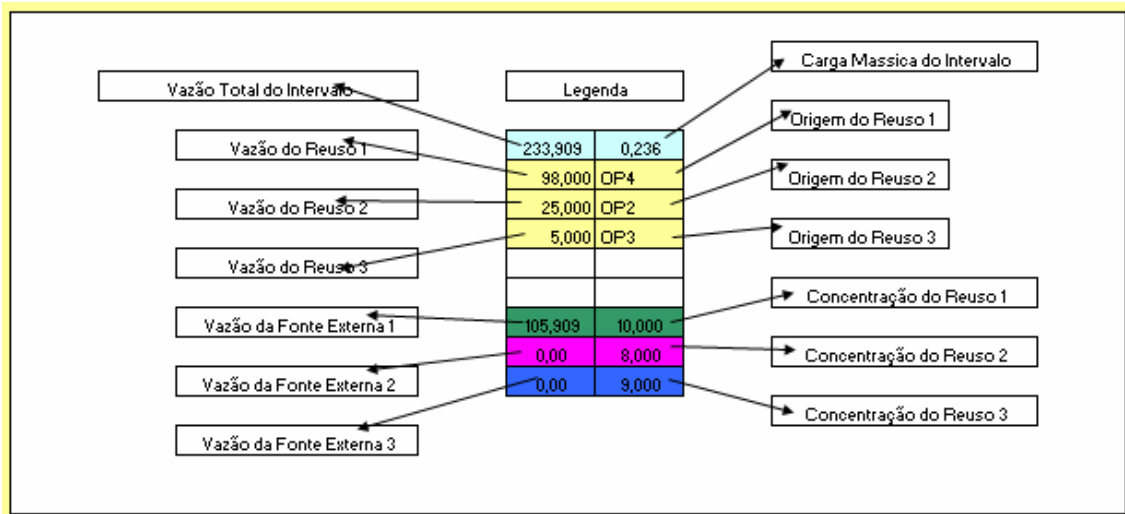 Carga Massica do Intervalo
Vazão Total do Intervalo
Legenda
Origem do Reuso 1
Vazão do Reuso 1
233,909 0,236
98,000 OP4
Origem do Reuso 2
Vazão do Reuso 2
25,000 OP2
5,000 OP3
Origem do Reuso 3
Vazão do Reuso 3
Concentração do Reuso 1
Vazão da Fonte Externa 1
105,909 10,000
0,00 8,000
Concentração do Reuso 2
Vazão da Fonte Externa 2
0,00 9,000
Concentração do Reuso 3
Vazão da Fonte Externa 3